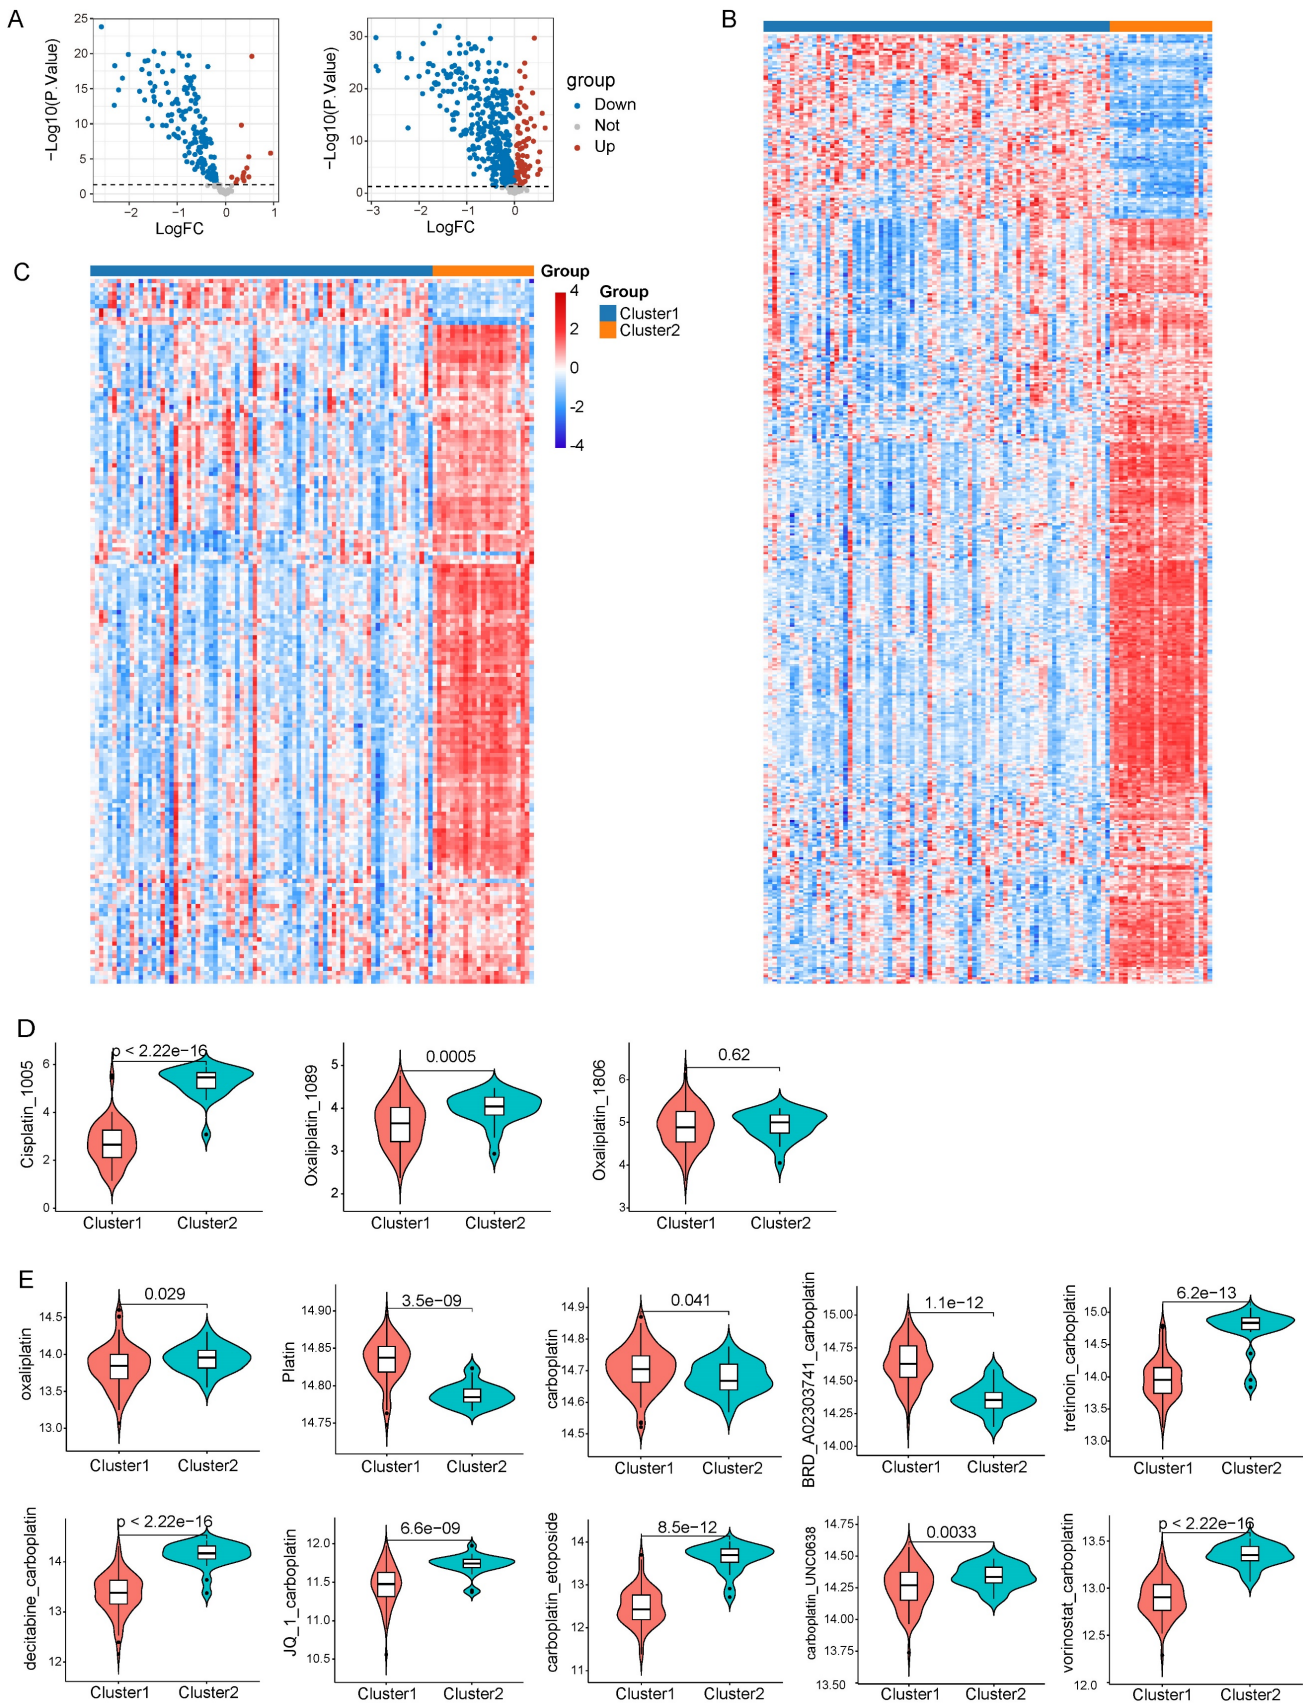 A
25
20
15
10
5
0
−Log10(P.Value)
−2
−1
0
1
LogFC
30
20
10
0
−Log10(P.Value)
−3
−2
−1
0
LogFC
group
Down
Not
Up
B
C
Group
4
2
0
-2
-4
Group
Cluster1
Cluster2
D
Cisplatin_1005
6
4
2
0
p < 2.22e−16
Cluster1
Cluster2
Oxaliplatin_1089
5
4
3
2
0.0005
Cluster1
Cluster2
Oxaliplatin_1806
6
5
4
3
0.62
Cluster1
Cluster2
E
oxaliplatin
14.5
14.0
13.5
13.0
0.029
Cluster1
Cluster2
Platin
14.90
14.85
14.80
14.75
3.5e−09
Cluster1
Cluster2
carboplatin
14.9
14.8
14.7
14.6
14.5
0.041
Cluster1
Cluster2
BRD_A02303741_carboplatin
15.00
14.75
14.50
14.25
14.00
1.1e−12
Cluster1
Cluster2
tretinoin_carboplatin
15.0
14.5
14.0
13.5
13.0
6.2e−13
Cluster1
Cluster2
decitabine_carboplatin
14
13
12
p < 2.22e−16
Cluster1
Cluster2
JQ_1_carboplatin
12.0
11.5
11.0
10.5
6.6e−09
Cluster1
Cluster2
carboplatin_etoposide
14
13
12
11
8.5e−12
Cluster1
Cluster2
carboplatin_UNC0638
14.75
14.50
14.25
14.00
13.75
13.50
0.0033
Cluster1
Cluster2
vorinostat_carboplatin
13.5
13.0
12.5
12.0
p < 2.22e−16
Cluster1
Cluster2